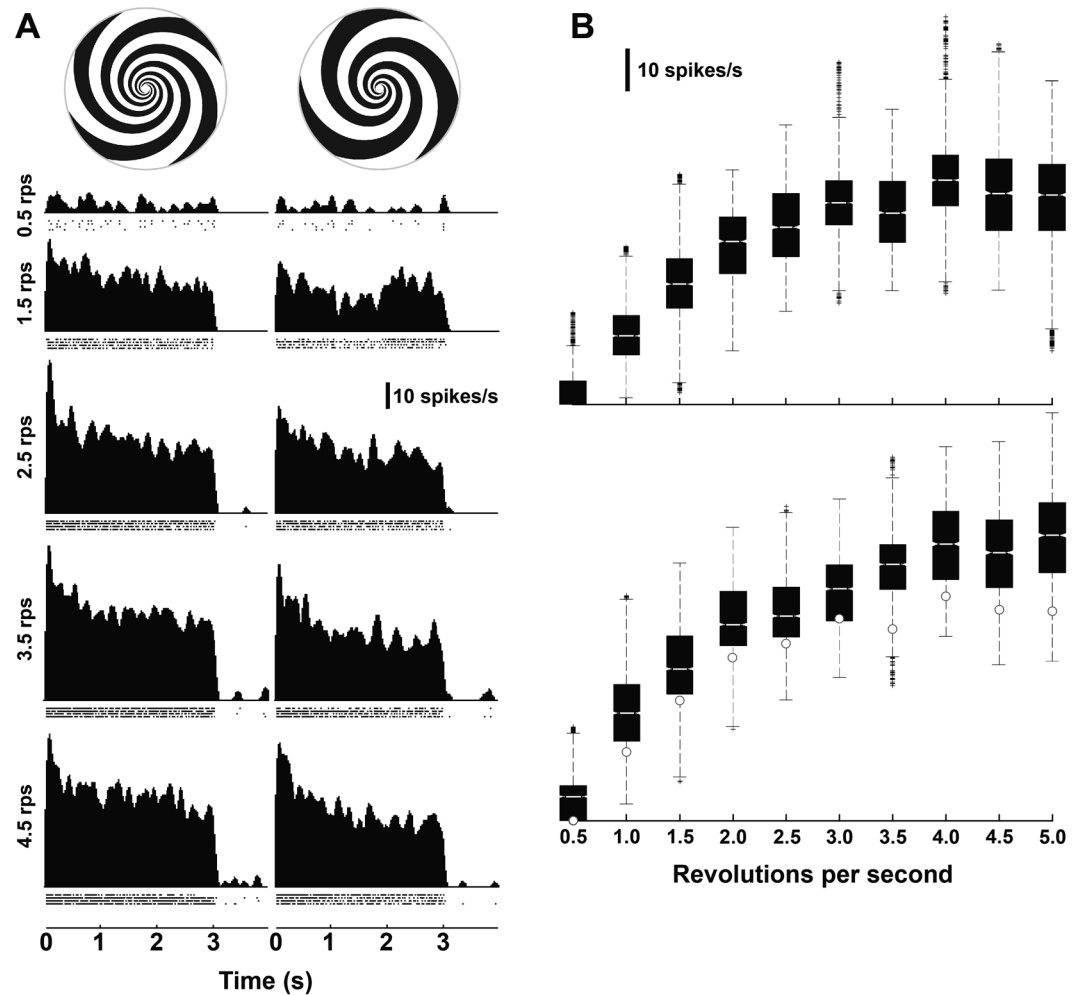 A
B
10 spikes/s
0.5 rps
1.5 rps
10 spikes/s
2.5 rps
3.5 rps
4.5 rps
0 1 2 3 0 1 2 3
Time (s)
0.5 1.0 1.5 2.0 2.5 3.0 3.5 4.0 4.5 5.0
Revolutions per second